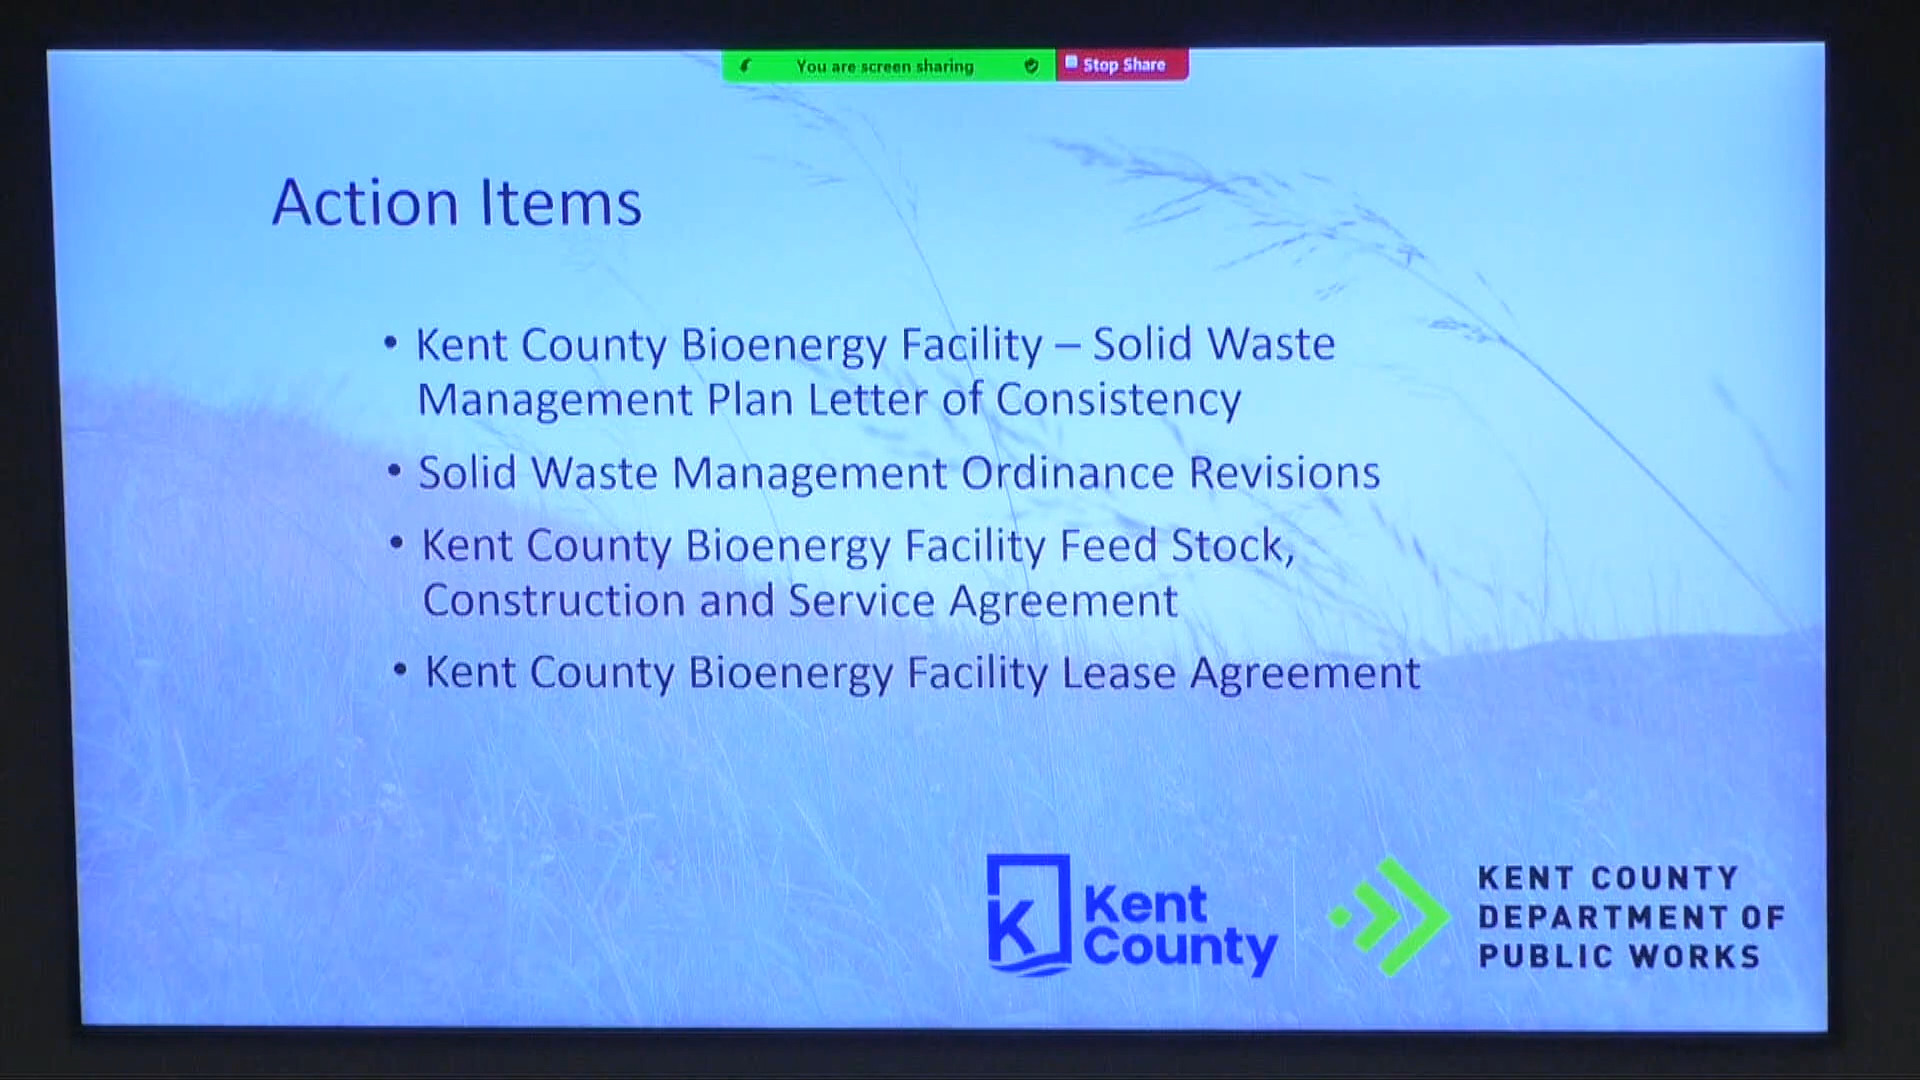 You are screen sharing
Stop Share
Action Items
• Kent County Bioenergy Facility – Solid Waste
Management Plan Letter of Consistency
• Solid Waste Management Ordinance Revisions
• Kent County Bioenergy Facility Feed Stock,
Construction and Service Agreement
• Kent County Bioenergy Facility Lease Agreement
K
Kent
County
KENT COUNTY
DEPARTMENT OF
PUBLIC WORKS